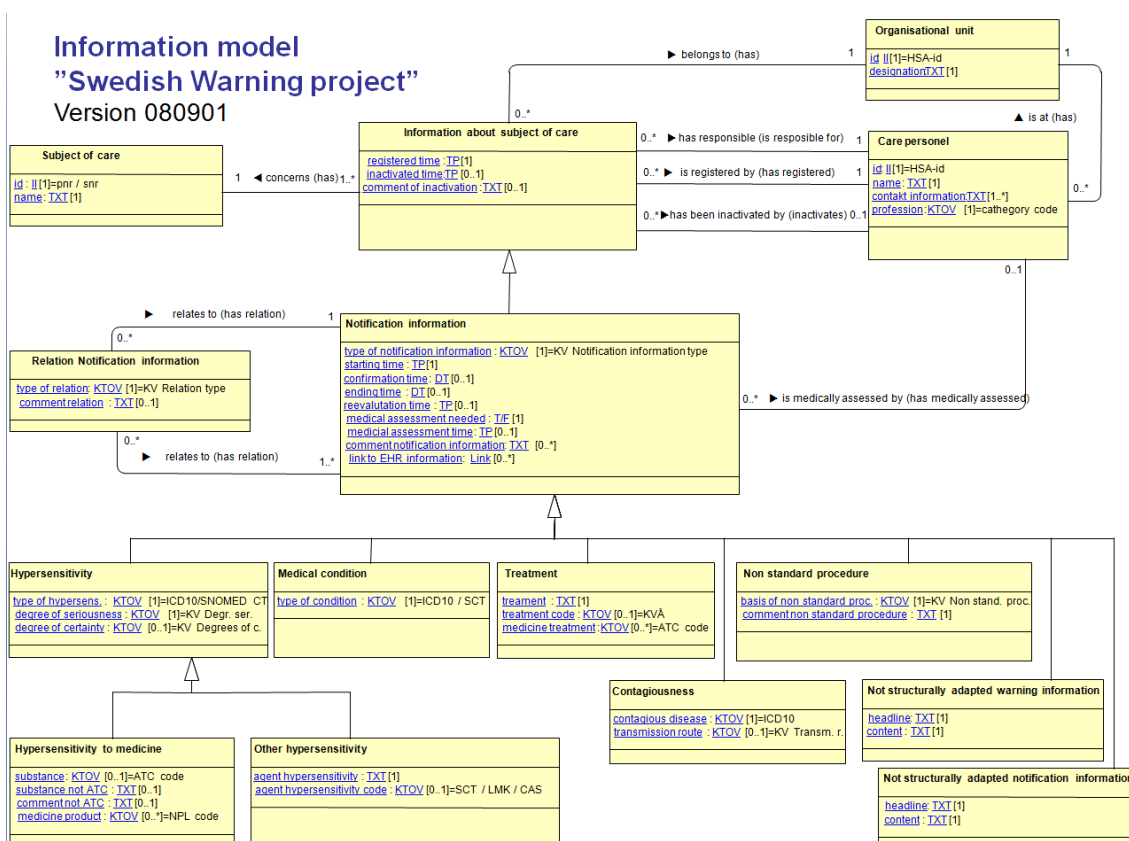 Information model
”Swedish Warning project”
Version 080901
Organisational unit
id: II[1]=HSA-id
designation:TXT [1]
▶ belongs to (has)
1
1
0..*
▲ is at (has)
Information about subject of care
registered time :TP[1]
inactivated time:TP [0..1]
comment of inactivation :TXT [0..1]
Subject of care
id : II[1]=pnr / snr
name: TXT[1]
1 ◀ concerns (has) 1..*
0..* ▶ has responsible (is resposible for) 1
0..* ▶ is registered by (has registered) 1
0..* ▶has been inactivated by (inactivates) 0..1
Care personel
id: II[1]=HSA-id
name: TXT[1]
contakt information:TXT[1..*]
profession:KTOV [1]=cathegory code
0..*
0..1
▶ relates to (has relation) 1
0..*
Notification information
type of notification information : KTOV [1]=KV Notification information type
starting time : TP[1]
confirmation time: DT[0..1]
ending time : DT[0..1]
reevalutation time : TP[0..1]
medical assessment needed : T/F [1]
medicial assessment time: TP[0..1]
comment notification information: TXT [0..*]
link to EHR information: Link[0..*]
Relation Notification information
type of relation: KTOV [1]=KV Relation type
comment relation : TXT[0..1]
0..*
▶ relates to (has relation) 1..*
0..* ▶ is medically assessed by (has medically assessed)
Hypersensitivity
type of hypersens.: KTOV [1]=ICD10/SNOMED CT
degree of seriousness : KTOV [1]=KV Degr. ser.
degree of certainty : KTOV [0..1]=KV Degrees of c.
Medical condition
type of condition : KTOV [1]=ICD10 / SCT
Treatment
treament : TXT[1]
treatment code : KTOV [0..1]=KVÅ
medicine treatment:KTOV [0..*]=ATC code
Non standard procedure
basis of non standard proc. : KTOV [1]=KV Non stand. proc.
comment non standard procedure : TXT [1]
Contagiousness
contagious disease : KTOV [1]=ICD10
transmission route : KTOV [0..1]=KV Transm. r.
Not structurally adapted warning information
headline: TXT[1]
content : TXT[1]
Hypersensitivity to medicine
substance: KTOV [0..1]=ATC code
substance not ATC : TXT[0..1]
comment not ATC : TXT[0..1]
medicine product : KTOV [0..*]=NPL code
Other hypersensitivity
agent hypersensitivity : TXT[1]
agent hypersensitivity code : KTOV [0..1]=SCT / LMK / CAS
Not structurally adapted notification information
headline: TXT[1]
content : TXT[1]